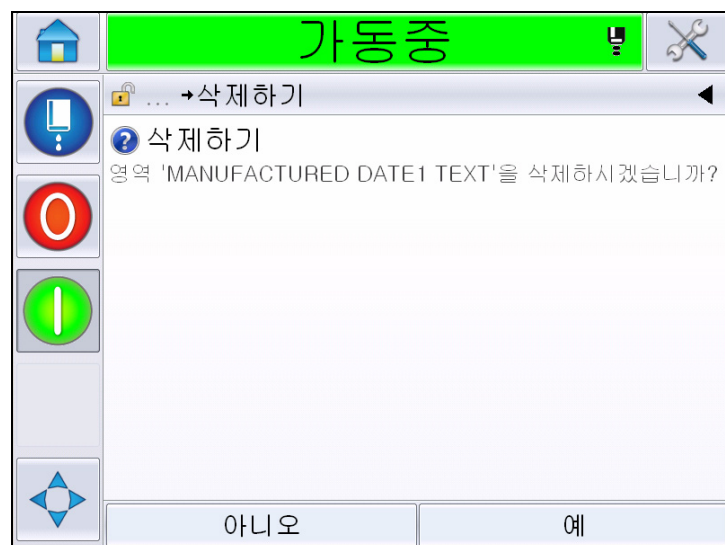 가동중
... →삭제하기
삭제하기
영역 'MANUFACTURED DATE1 TEXT'을 삭제하시겠습니까?
아니오
예